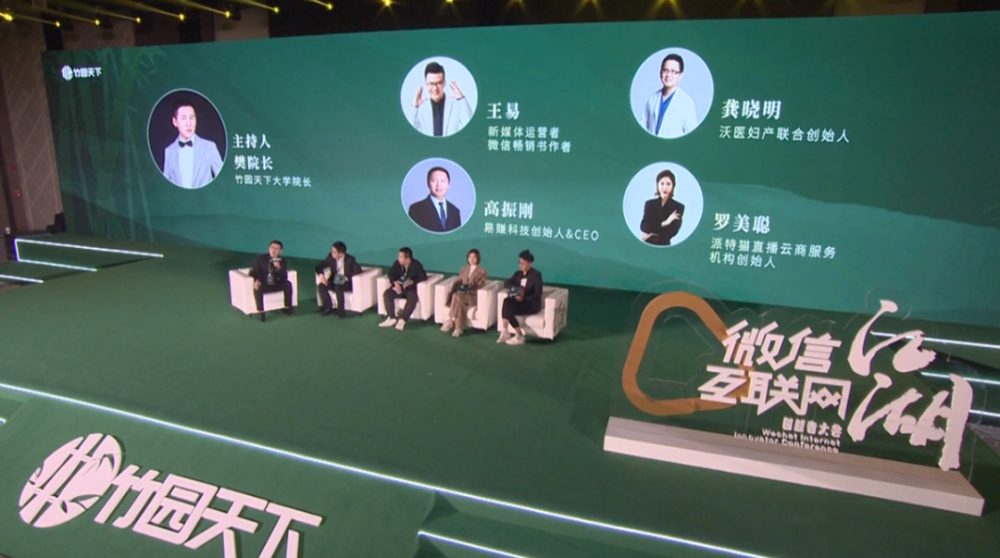 竹园天下
主持人
樊院长
竹园天下大学院长
王易
新媒体运营者
微信畅销书作者
高振刚
易赚科技创始人&CEO
龚晓明
沃医妇产联合创始人
罗美聪
派特猫直播云商服务
机构创始人
微信
互联网
江湖
创新者大会
Wechat Internet
Innovator Conference
竹园天下